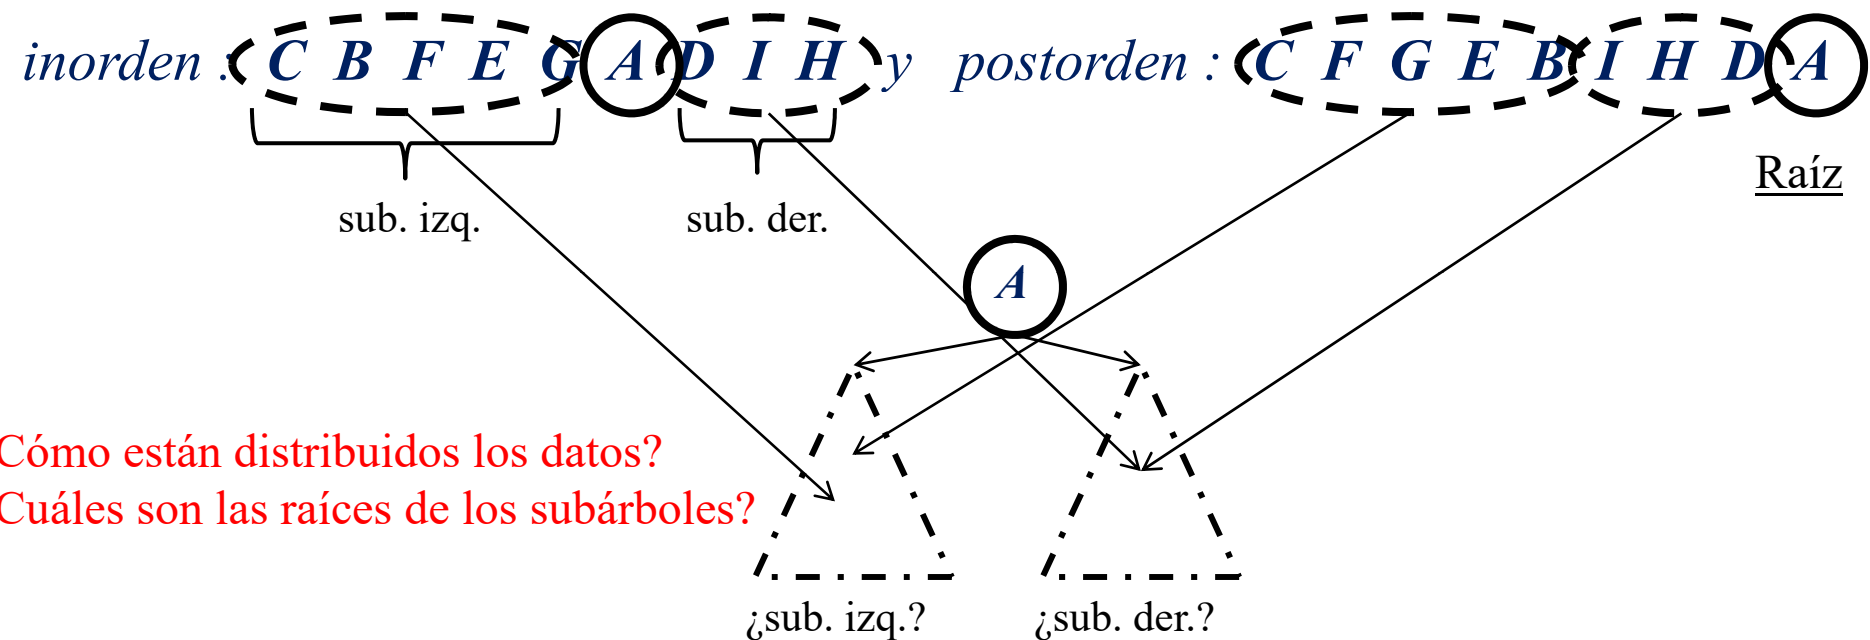 inorden : C B F E G A D I H y postorden : C F G E B I H D A
Raíz
sub. izq. sub. der.
A
Cómo están distribuidos los datos?
Cuáles son las raíces de los subárboles?
¿sub. izq.? ¿sub. der.?